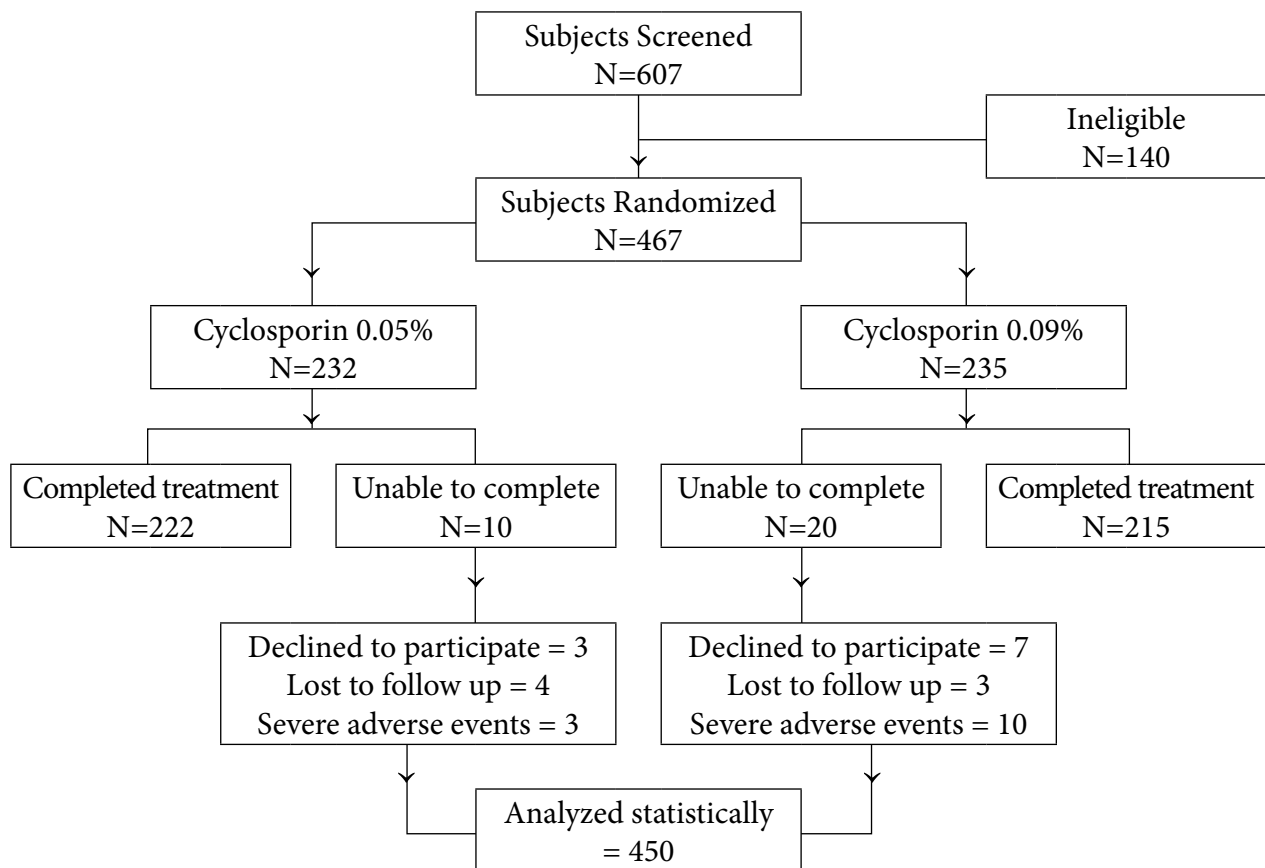 Subjects Screened
N=607
Ineligible
N=140
Subjects Randomized
N=467
Cyclosporin 0.05%
N=232
Cyclosporin 0.09%
N=235
Completed treatment
N=222
Unable to complete
N=10
Unable to complete
N=20
Completed treatment
N=215
Declined to participate = 3
Lost to follow up = 4
Severe adverse events = 3
Declined to participate = 7
Lost to follow up = 3
Severe adverse events = 10
Analyzed statistically
= 450